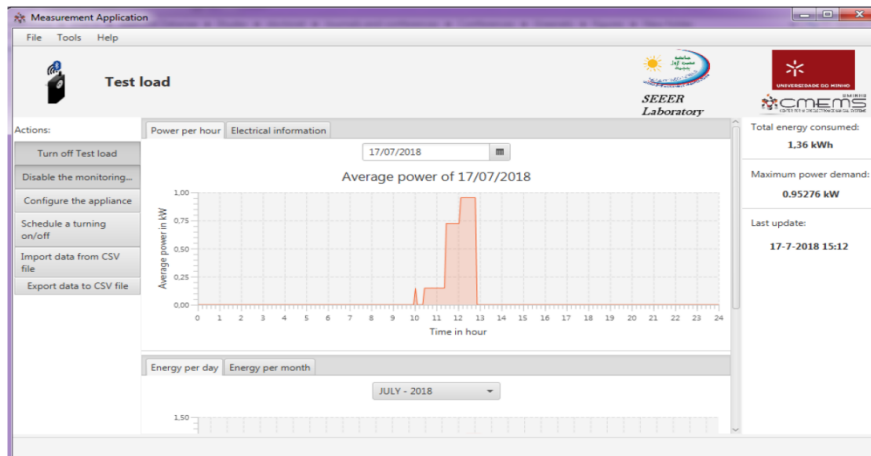 Measurement Application
File Tools Help
Test load
SEEER
Laboratory
UNIVERSIDADE DO MINHO
CMEMS
Actions:
Turn off Test load
Disable the monitoring...
Configure the appliance
Schedule a turning
on/off
Import data from CSV
file
Export data to CSV file
Power per hour Electrical information
17/07/2018
Average power of 17/07/2018
Average power in kW
1,00
0,75
0,50
0,25
0,00
0 1 2 3 4 5 6 7 8 9 10 11 12 13 14 15 16 17 18 19 20 21 22 23 24
Time in hour
Energy per day Energy per month
JULY - 2018
1.50
Total energy consumed:
1,36 kWh
Maximum power demand:
0.95276 kW
Last update:
17-7-2018 15:12